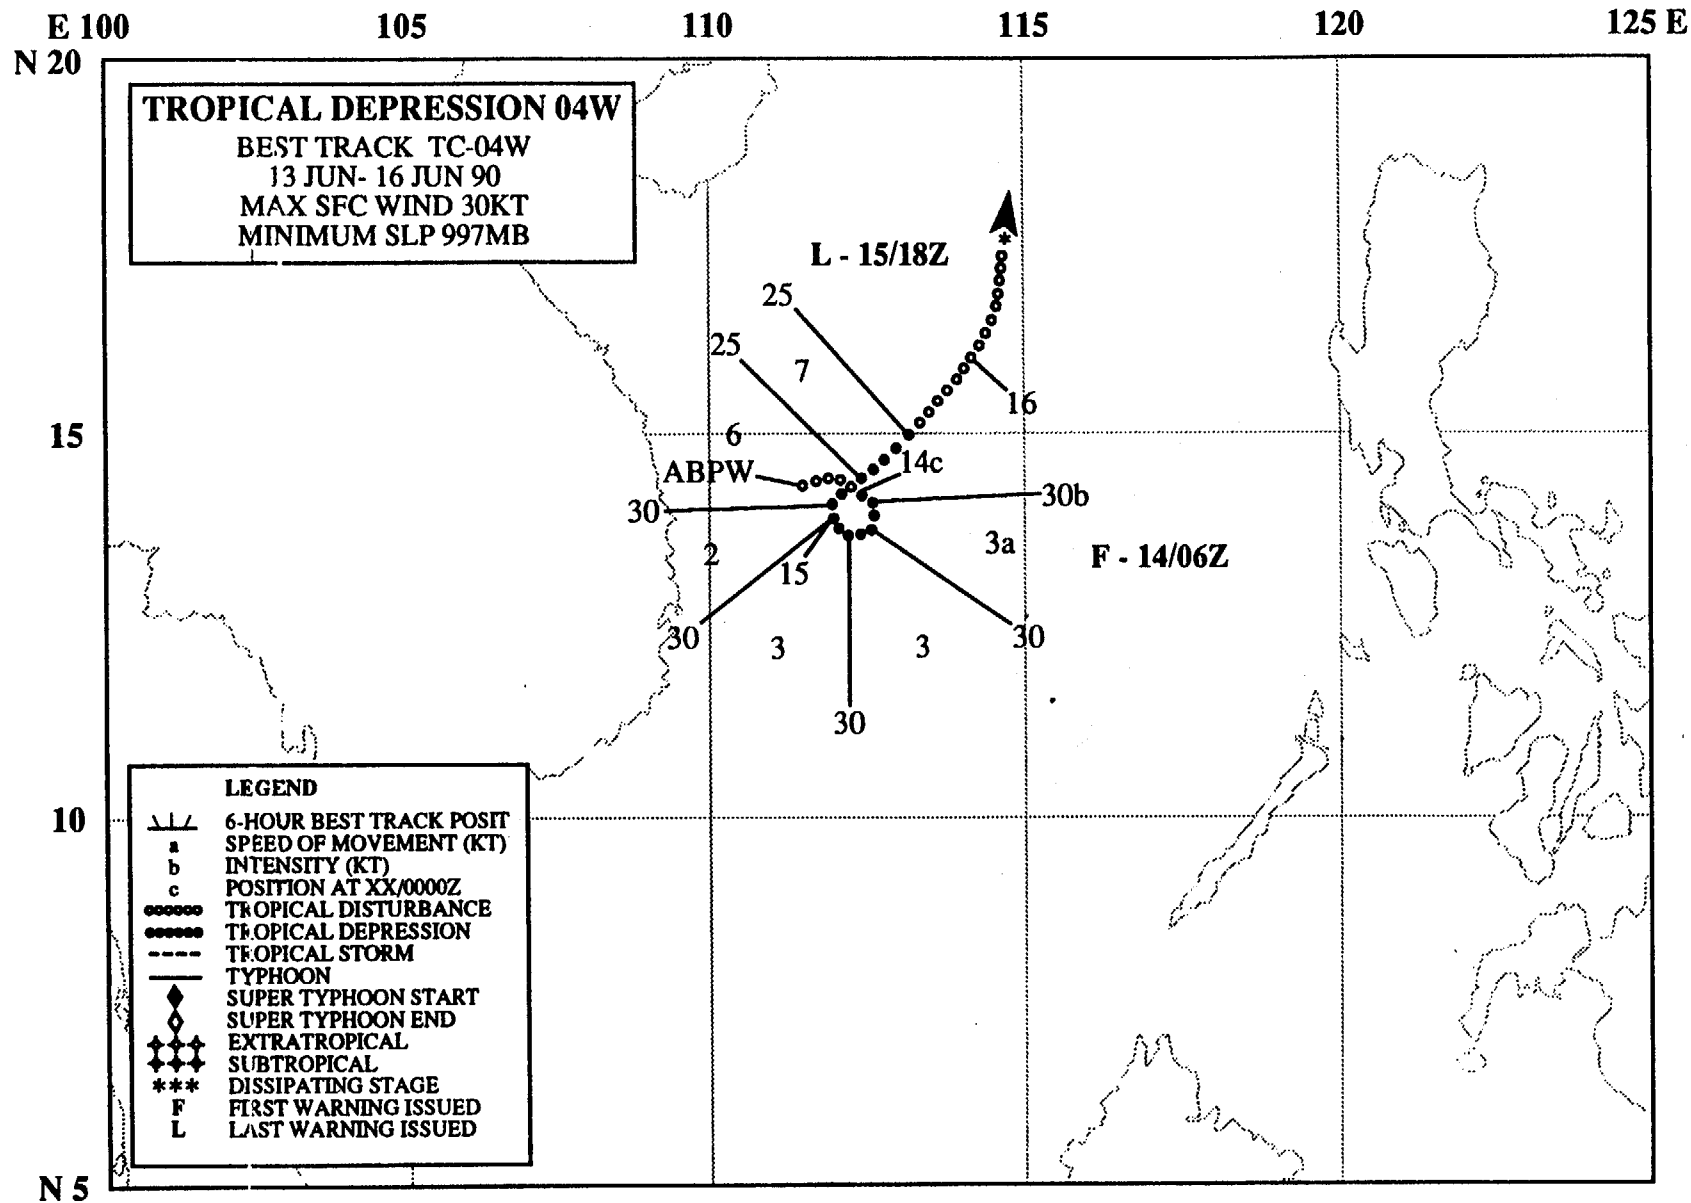 E 100 105 110 115 120 125 E
N 20
TROPICAL DEPRESSION 04W
BEST TRACK TC-04W
13 JUN- 16 JUN 90
MAX SFC WIND 30KT
MINIMUM SLP 997MB
L - 15/18Z
25
25
7
16
15
6
14c
ABPW
30b
30
3a
F - 14/06Z
2
15
30
30
3
3
30
LEGEND
6-HOUR BEST TRACK POSIT
a SPEED OF MOVEMENT (KT)
b INTENSITY (KT)
c POSITION AT XX/0000Z
TROPICAL DISTURBANCE
TROPICAL DEPRESSION
TROPICAL STORM
TYPHOON
SUPER TYPHOON START
SUPER TYPHOON END
EXTRATROPICAL
SUBTROPICAL
*** DISSIPATING STAGE
F FIRST WARNING ISSUED
L LAST WARNING ISSUED
10
N 5